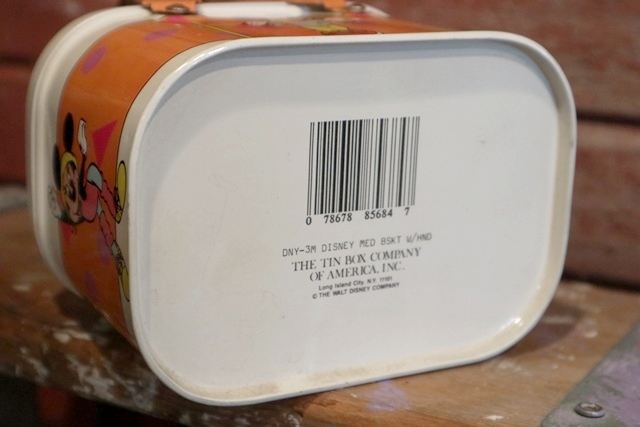 0 78678 85684 7
DNY-3M DISNEY MED BSKT W/HND
THE TIN BOX COMPANY
OF AMERICA, INC.
Long Island City, N.Y. 11101
© THE WALT DISNEY COMPANY